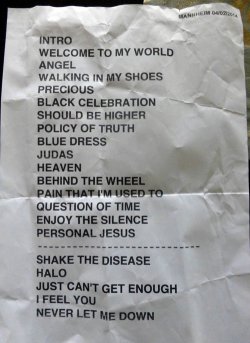 MANNHEIM 04/02/2014
INTRO
WELCOME TO MY WORLD
ANGEL
WALKING IN MY SHOES
PRECIOUS
BLACK CELEBRATION
SHOULD BE HIGHER
POLICY OF TRUTH
BLUE DRESS
JUDAS
HEAVEN
BEHIND THE WHEEL
PAIN THAT I'M USED TO
QUESTION OF TIME
ENJOY THE SILENCE
PERSONAL JESUS
SHAKE THE DISEASE
HALO
JUST CAN'T GET ENOUGH
I FEEL YOU
NEVER LET ME DOWN